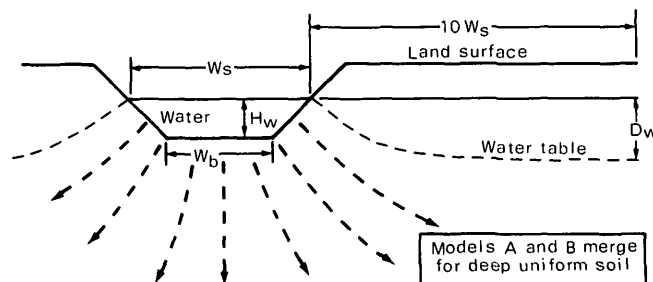 10 Ws
Land surface
Ws
Water
Hw
Dw
Water table
Wb
Models A and B merge
for deep uniform soil